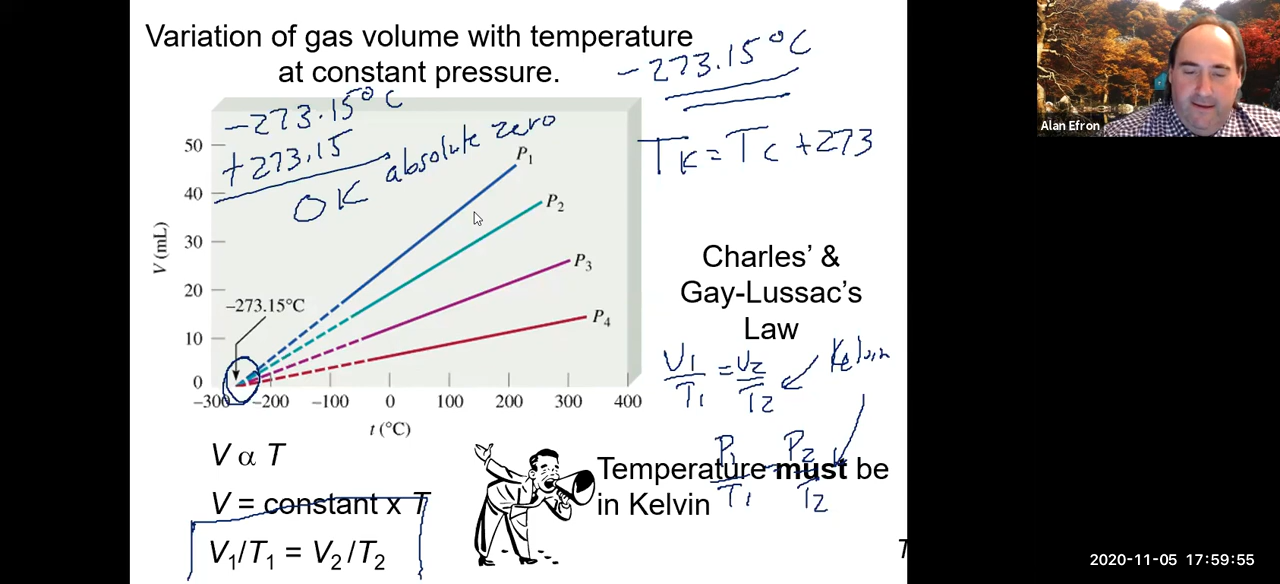 Variation of gas volume with temperature
at constant pressure.
-273.15°C
Alan Efron
-273.15°C
+273.15
0K absolute zero
TK = TC +273
50
40
30
20
10
0
V (mL)
P1
P2
P3
P4
–273.15°C
–300 –200 –100 0 100 200 300 400
t (°C)
Charles’ &
Gay-Lussac’s
Law
V1/T1 = V2/T2
Kelvin
P1/T1 = P2/T2
V α T
V = constant x T
V1/T1 = V2/T2
Temperature must be
in Kelvin
T
2020-11-05 17:59:55